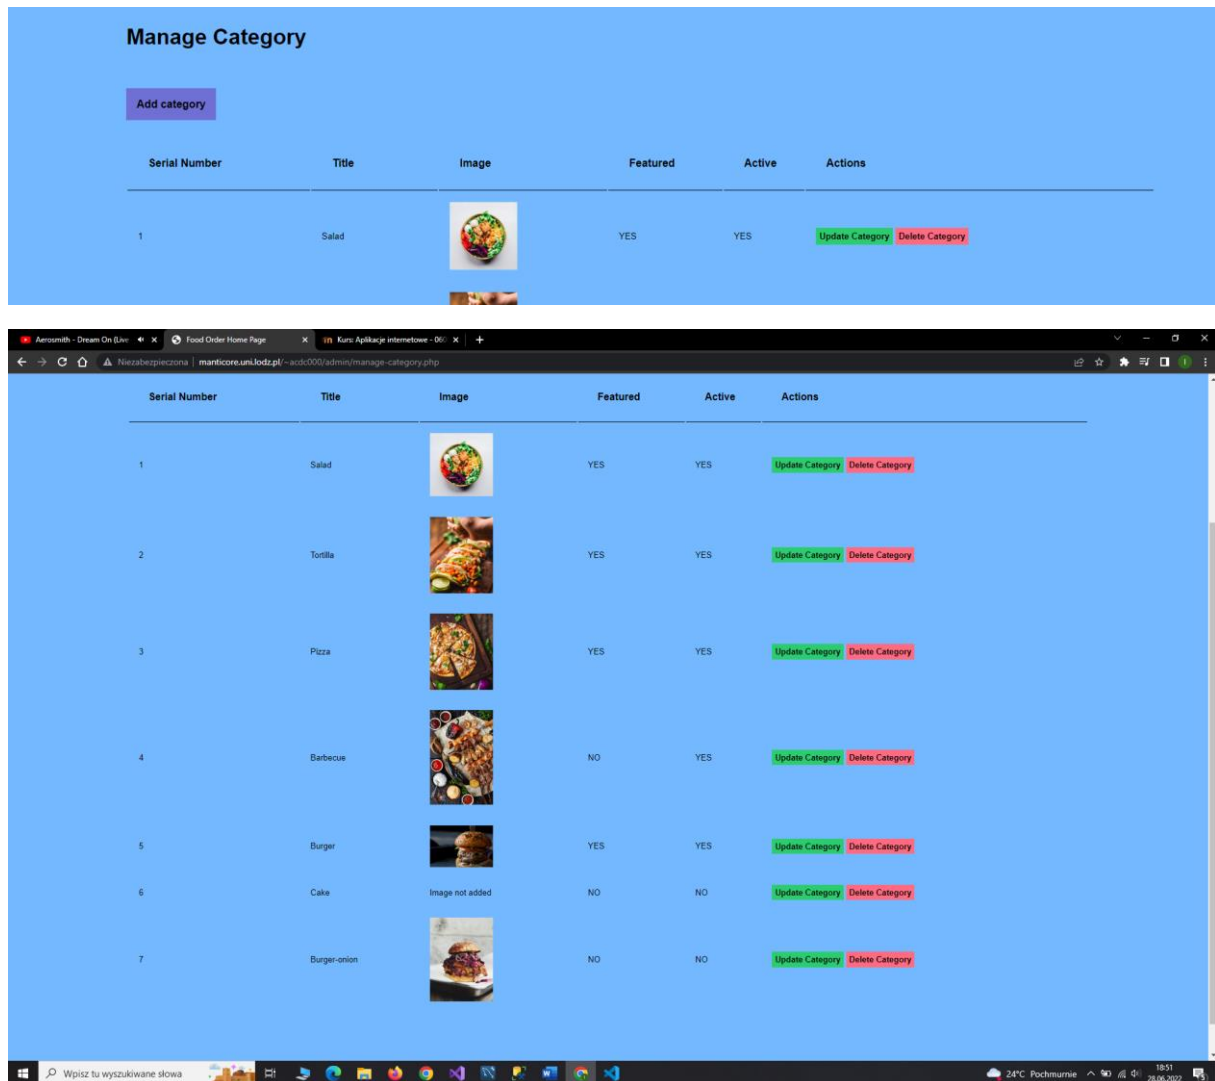 Manage Category
Add category
Serial Number Title Image Featured Active Actions
1 Salad YES YES Update Category Delete Category
Aerosmith - Dream On (Live Food Order Home Page Kurs: Aplikacje internetowe - 06
Niezabezpieczona manticore.uni.lodz.pl/~acdc000/admin/manage-category.php
Serial Number Title Image Featured Active Actions
1 Salad YES YES Update Category Delete Category
2 Tortilla YES YES Update Category Delete Category
3 Pizza YES YES Update Category Delete Category
4 Barbecue NO YES Update Category Delete Category
5 Burger YES YES Update Category Delete Category
6 Cake Image not added NO NO Update Category Delete Category
7 Burger-onion NO NO Update Category Delete Category
Wpisz tu wyszukiwane słowa 24°C Pochmurnie 18:51
28.06.2022